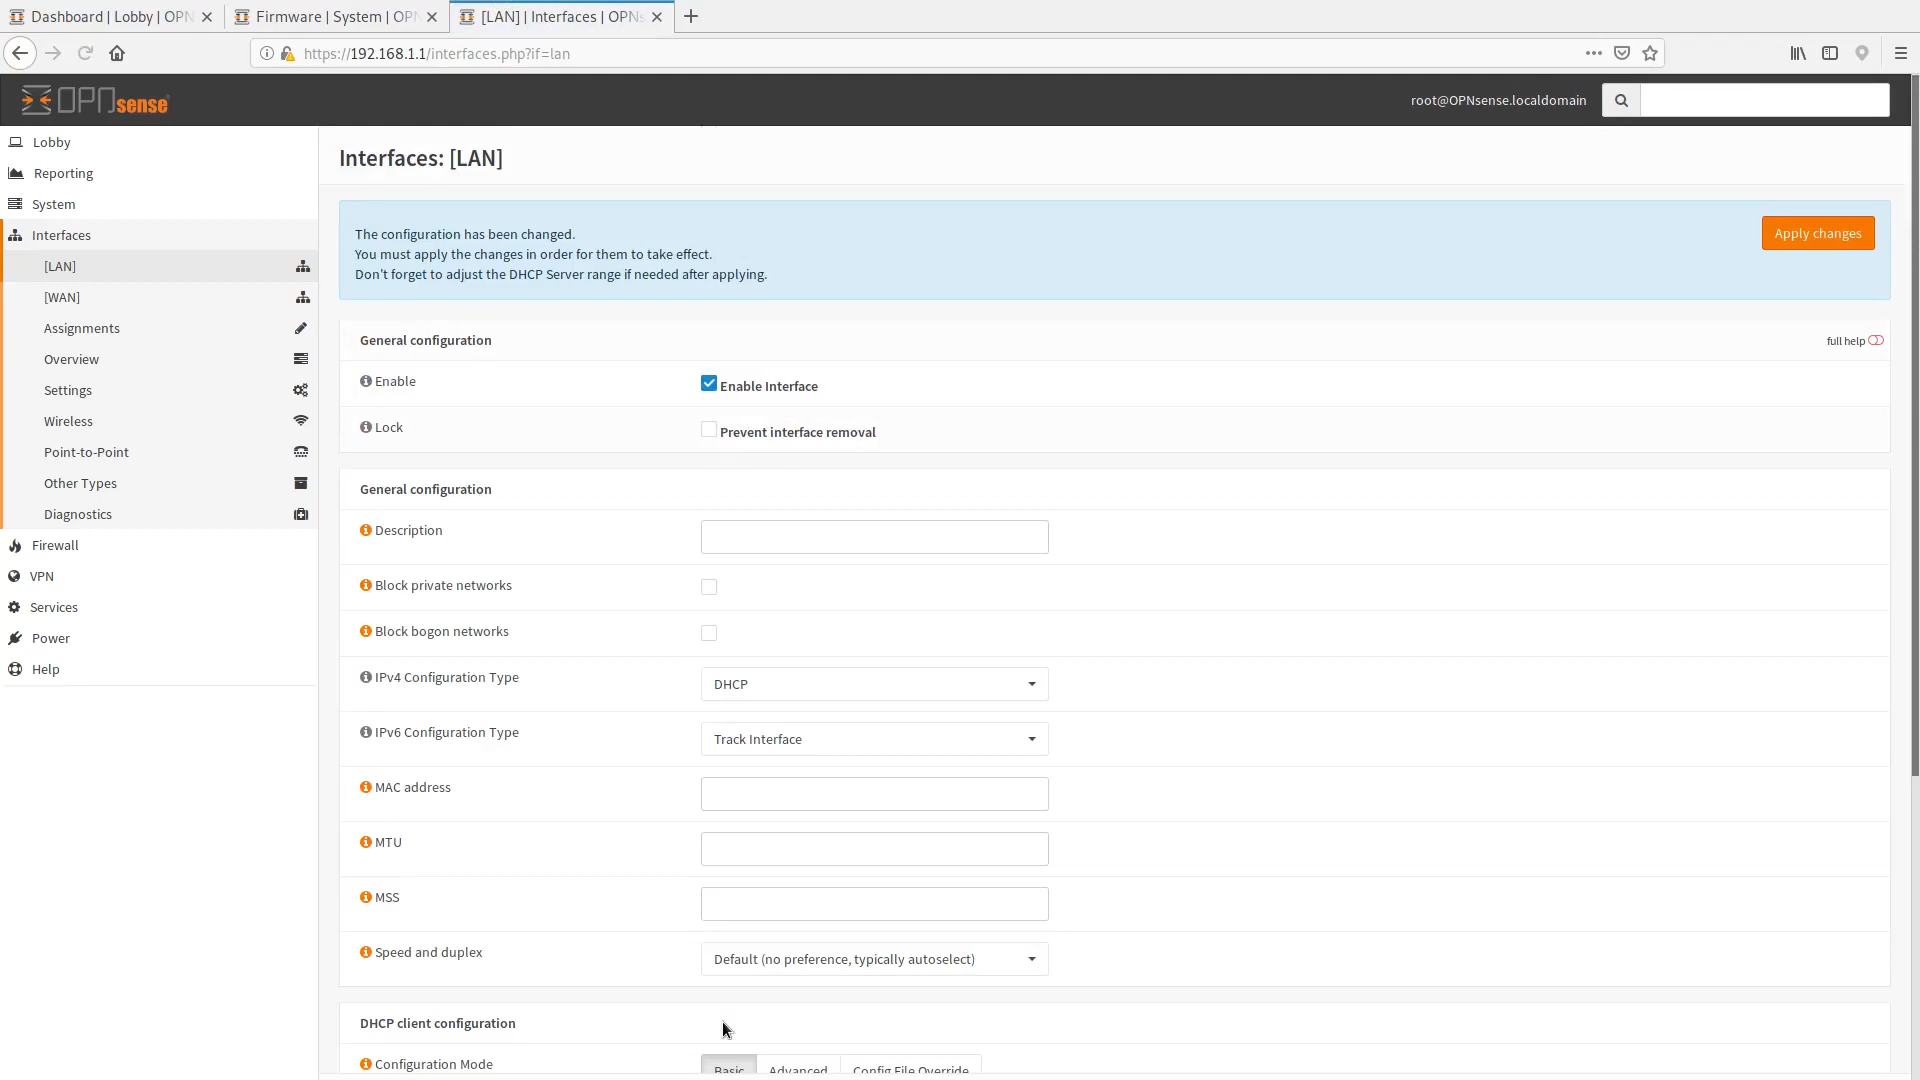 Dashboard | Lobby | OPN
Firmware | System | OPN
[LAN] | Interfaces | OPNs
https://192.168.1.1/interfaces.php?if=lan
OPNsense
root@OPNsense.localdomain
Lobby
Reporting
System
Interfaces
[LAN]
[WAN]
Assignments
Overview
Settings
Wireless
Point-to-Point
Other Types
Diagnostics
Firewall
VPN
Services
Power
Help
Interfaces: [LAN]
The configuration has been changed.
You must apply the changes in order for them to take effect.
Don't forget to adjust the DHCP Server range if needed after applying.
Apply changes
General configuration
full help
Enable
Enable Interface
Lock
Prevent interface removal
General configuration
Description
Block private networks
Block bogon networks
IPv4 Configuration Type
DHCP
IPv6 Configuration Type
Track Interface
MAC address
MTU
MSS
Speed and duplex
Default (no preference, typically autoselect)
DHCP client configuration
Configuration Mode
Basic
Advanced
Config File Override